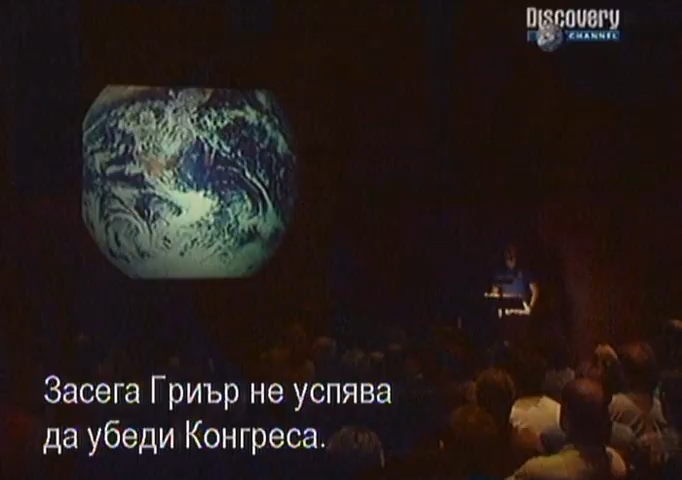 Discovery
CHANNEL
Засега Гриър не успява
да убеди Конгреса.